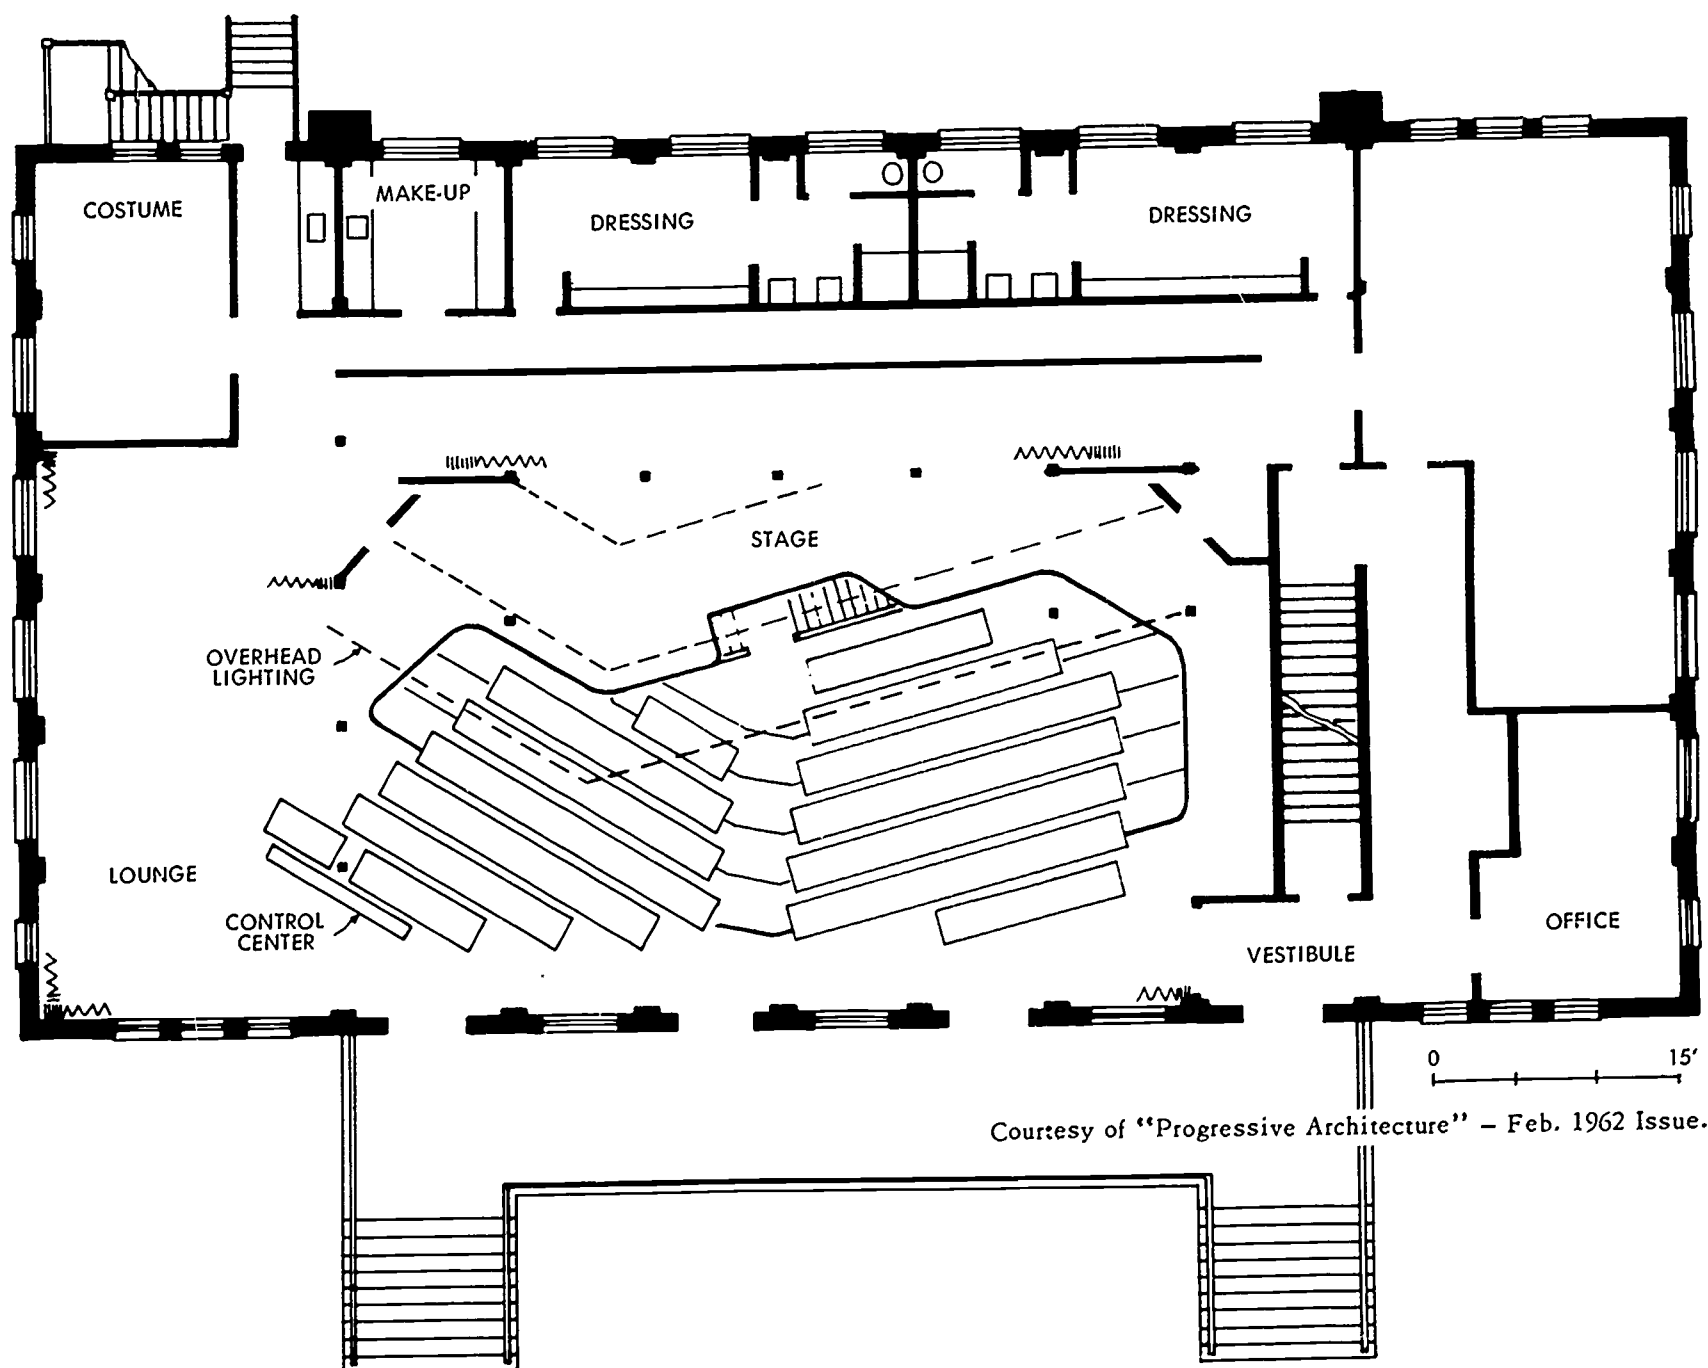 COSTUME
MAKE-UP
DRESSING
DRESSING
STAGE
OVERHEAD
LIGHTING
LOUNGE
CONTROL
CENTER
VESTIBULE
OFFICE
0 15'
Courtesy of "Progressive Architecture" – Feb. 1962 Issue.